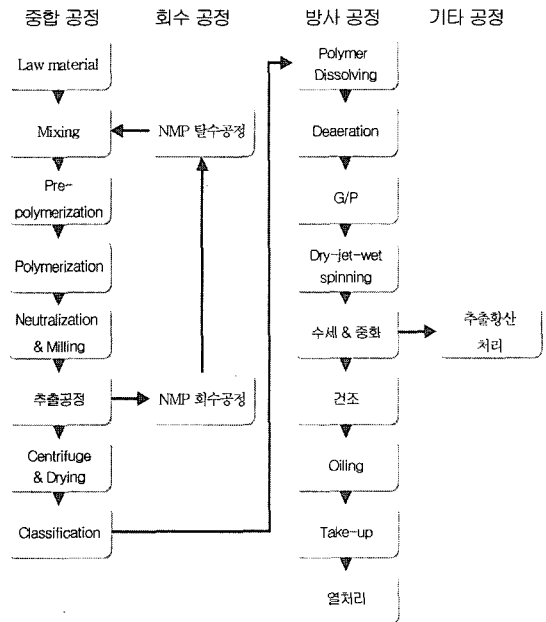 중합 공정
회수 공정
방사 공정
기타 공정
Law material
Mixing
Pre-
polymerization
Polymerization
Neutralization
& Milling
추출공정
Centrifuge
& Drying
Classification
NMP 탈수공정
NMP 회수공정
Polymer
Dissolving
Deaeration
G/P
Dry-jet-wet
spinning
수세 & 중화
건조
Oiling
Take-up
열처리
추출황산
처리